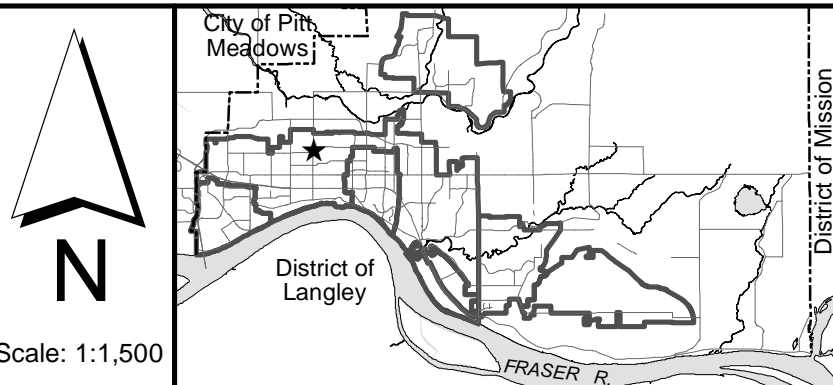 N
Scale: 1:1,500
City of Pitt
Meadows
District of
Langley
FRASER R.
District of Mission